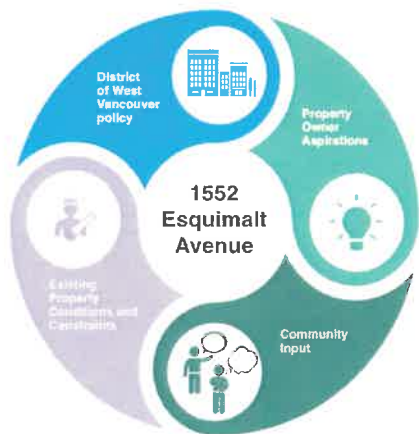 District
of West
Vancouver
policy
Property
Owner
Aspirations
1552
Esquimalt
Avenue
Existing
Property
Conditions and
Constraints
Community
Input